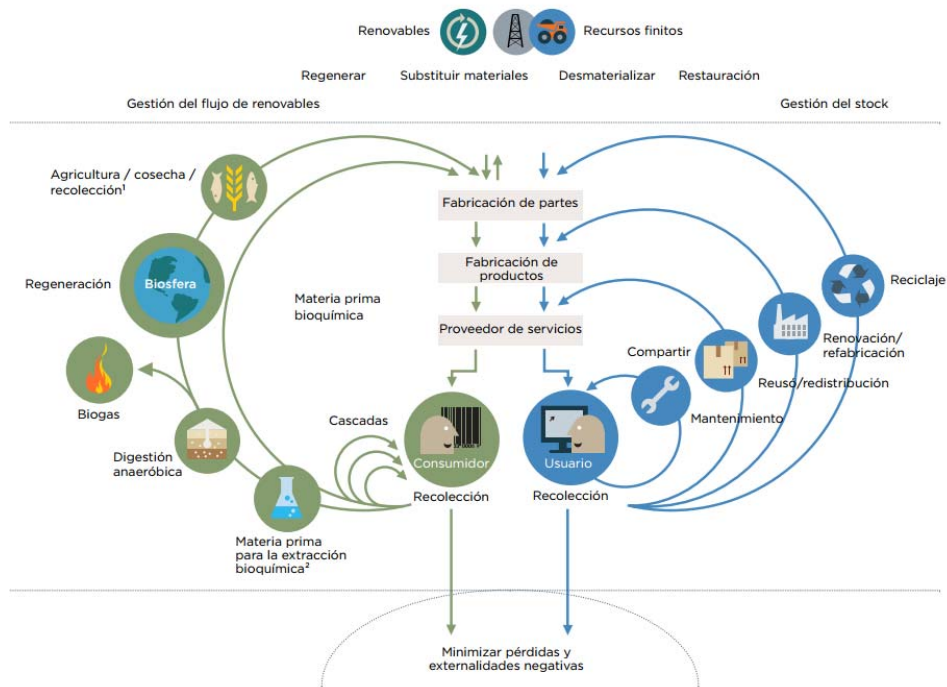 Renovables
Recursos finitos
Regenerar
Substituir materiales
Desmaterializar
Restauración
Gestión del flujo de renovables
Gestión del stock
Agricultura / cosecha /
recolección¹
Regeneración
Biosfera
Biogas
Digestión
anaeróbica
Materia prima
para la extracción
bioquímica²
Materia prima
bioquímica
Cascadas
Fabricación de partes
Fabricación de
productos
Proveedor de servicios
Consumidor
Recolección
Usuario
Recolección
Compartir
Mantenimiento
Reusó/redistribución
Renovación/
refabricación
Reciclaje
Minimizar pérdidas y
externalidades negativas